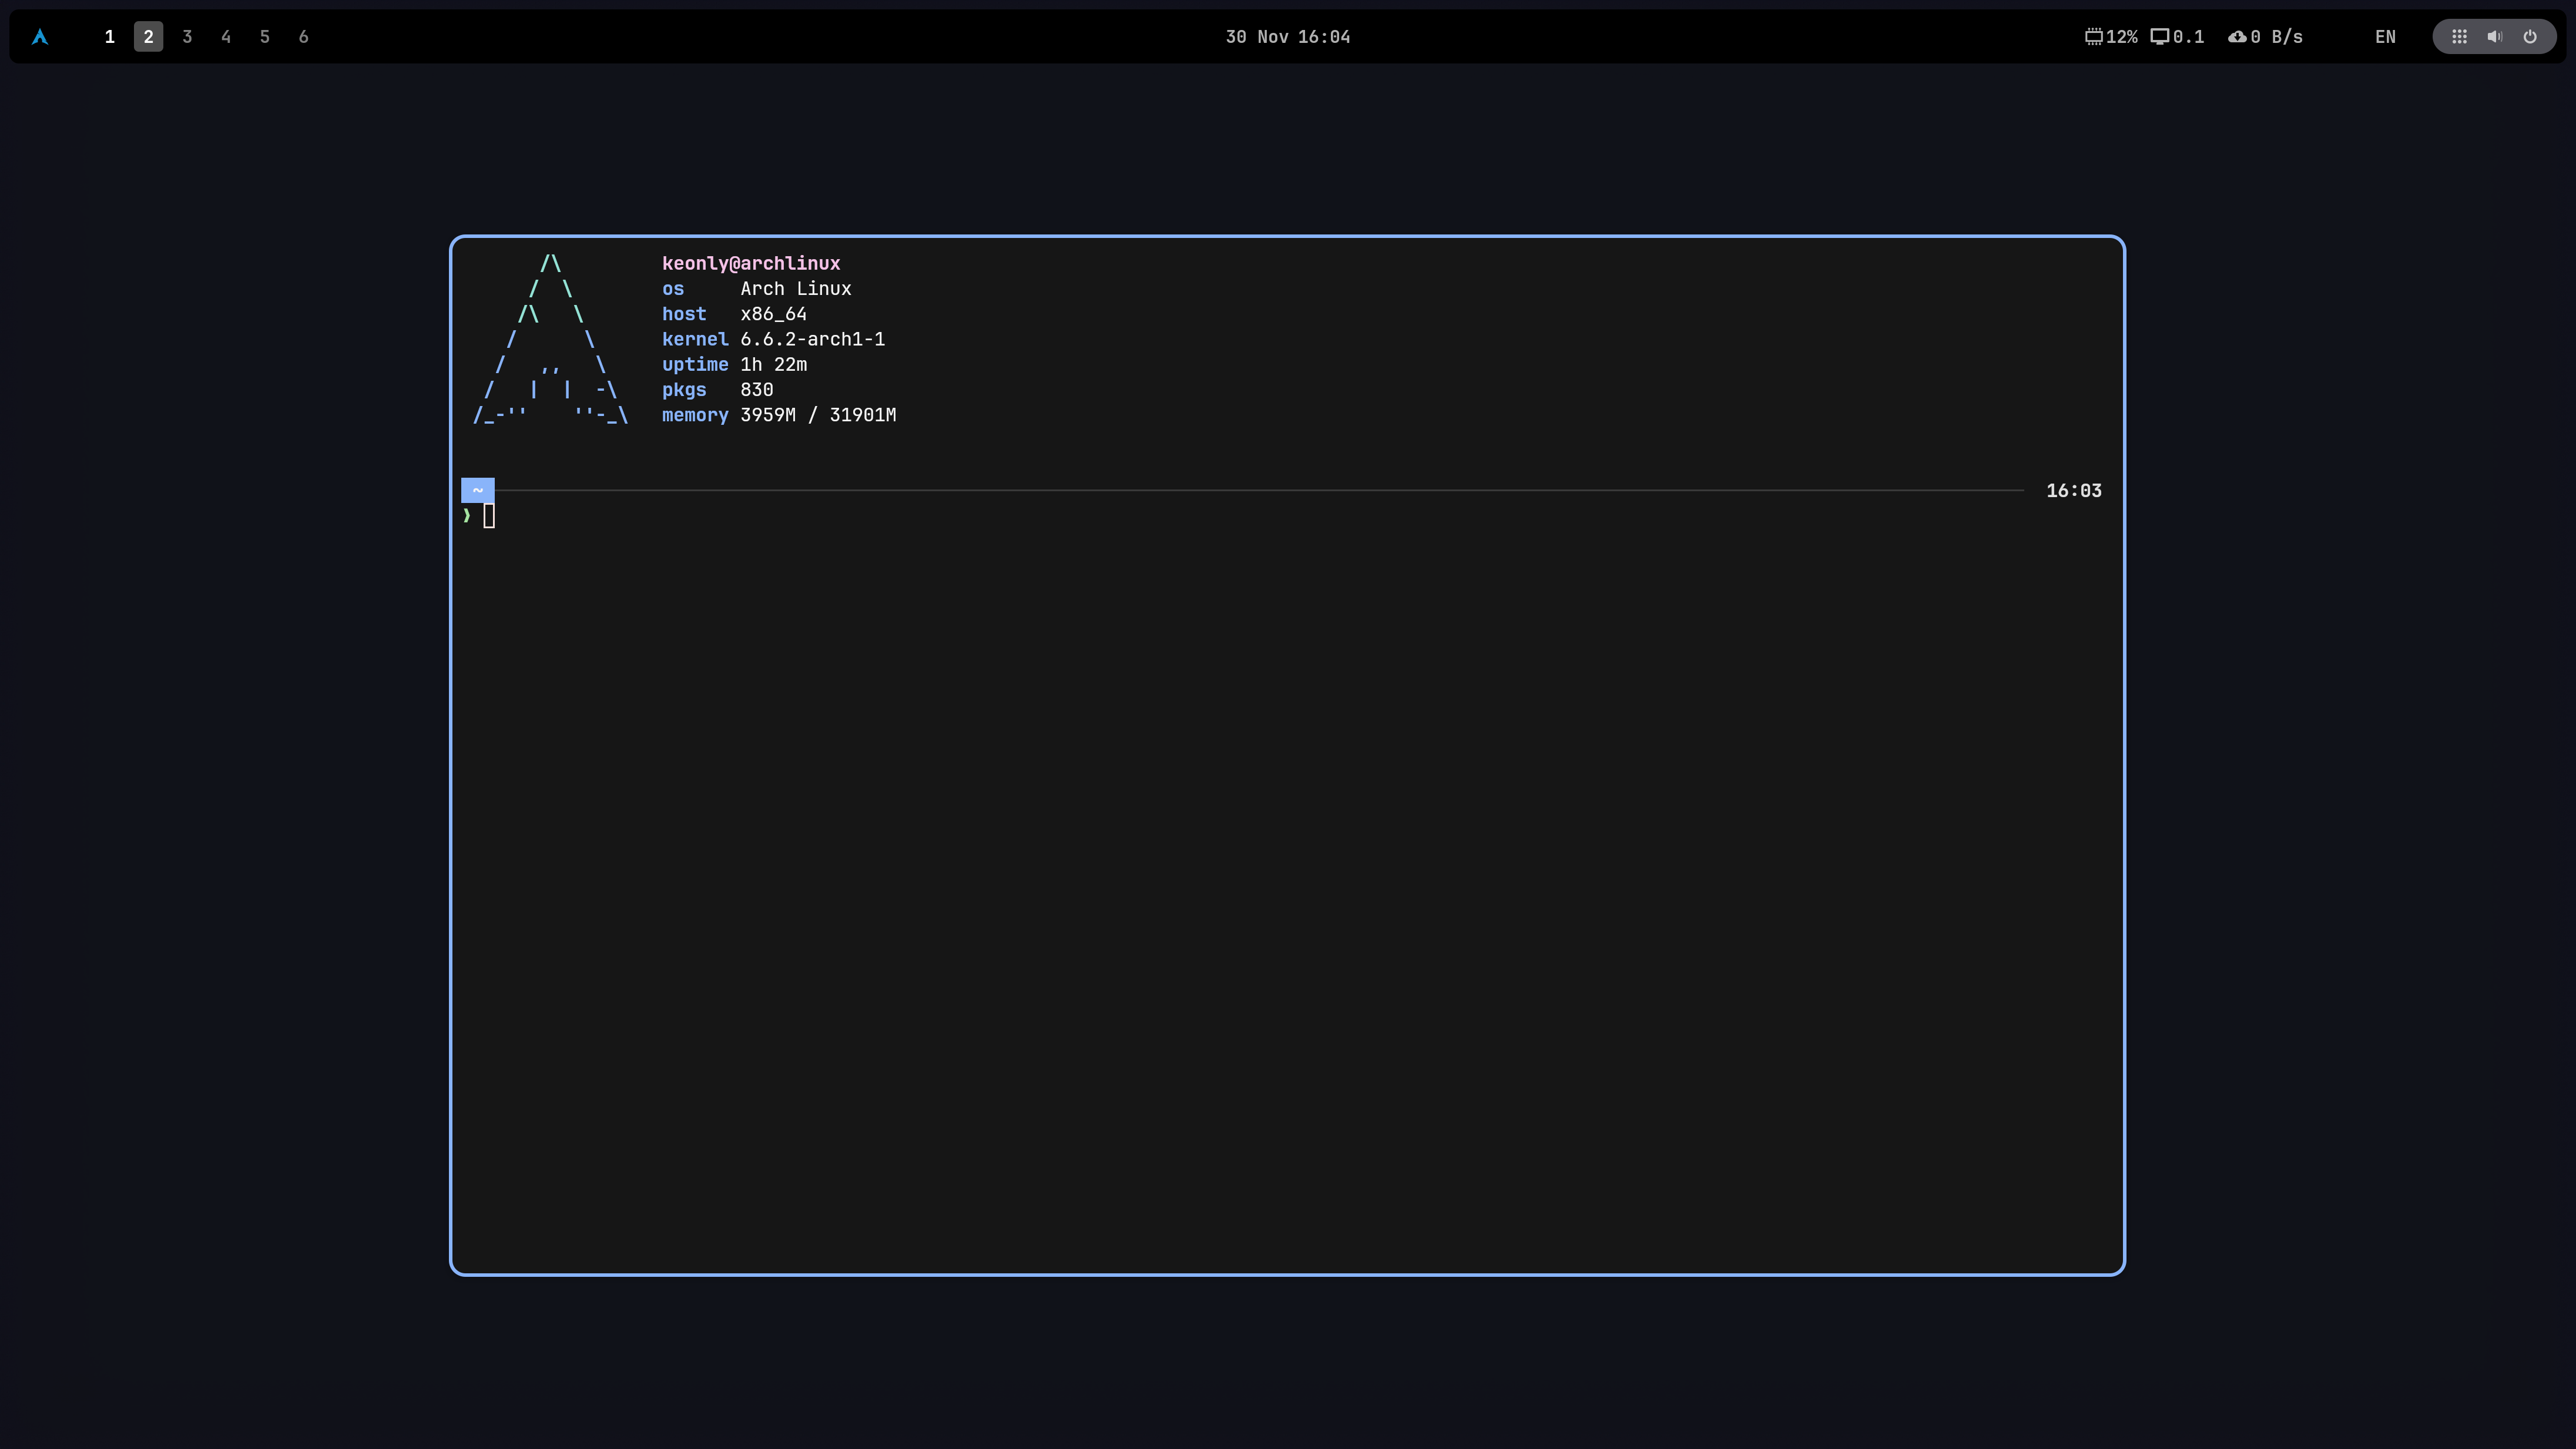 1 2 3 4 5 6
30 Nov 16:04
12% 0.1 0 B/s EN
/\
/  \
/\   \
/      \
/   ,,   \
/   |  |  -\
/_-''    ''-_\
keonly@archlinux
os     Arch Linux
host   x86_64
kernel 6.6.2-arch1-1
uptime 1h 22m
pkgs   830
memory 3959M / 31901M
~
16:03
❯